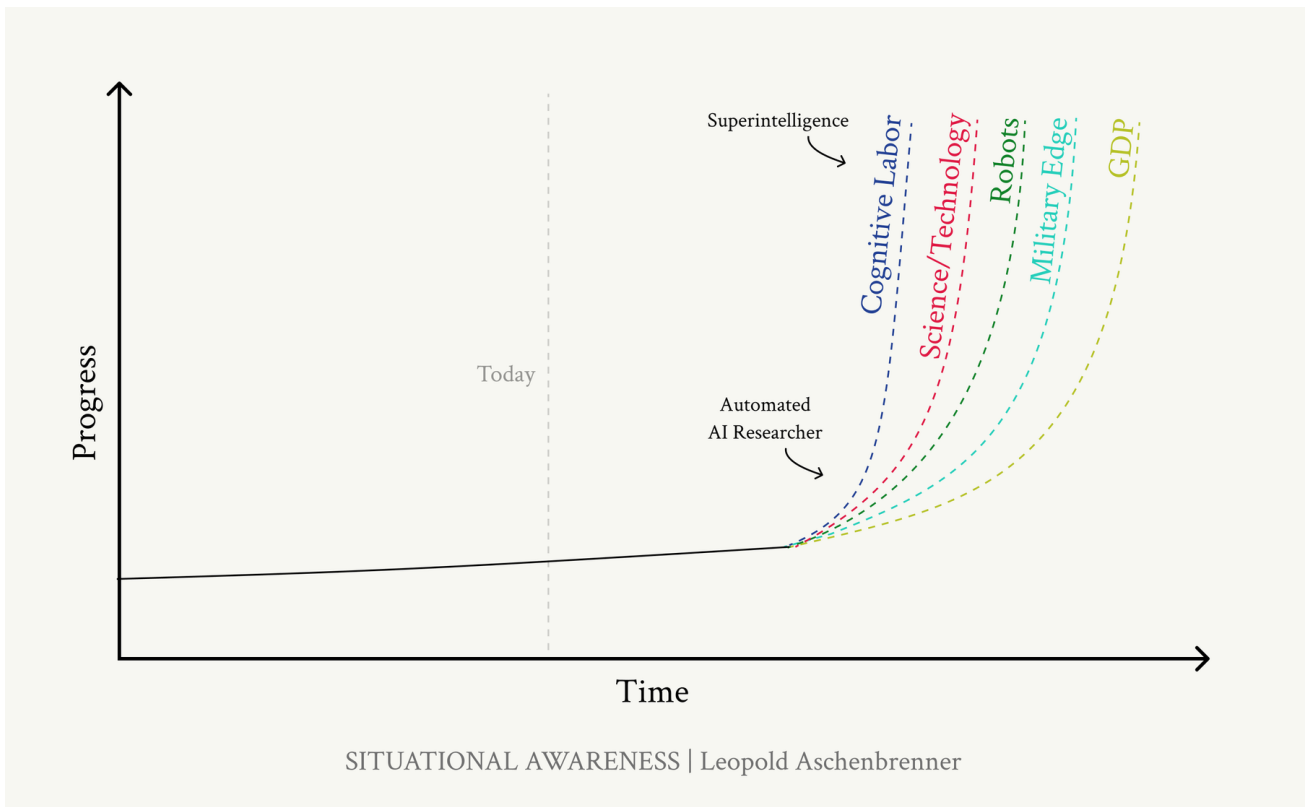 Superintelligence
Cognitive Labor
Science/Technology
Robots
Military Edge
GDP
Today
Automated
AI Researcher
Progress
Time
SITUATIONAL AWARENESS | Leopold Aschenbrenner